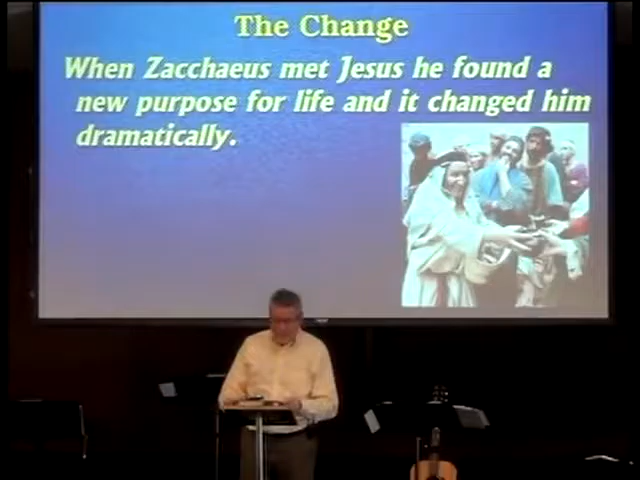 The Change
When Zacchaeus met Jesus he found a
new purpose for life and it changed him
dramatically.